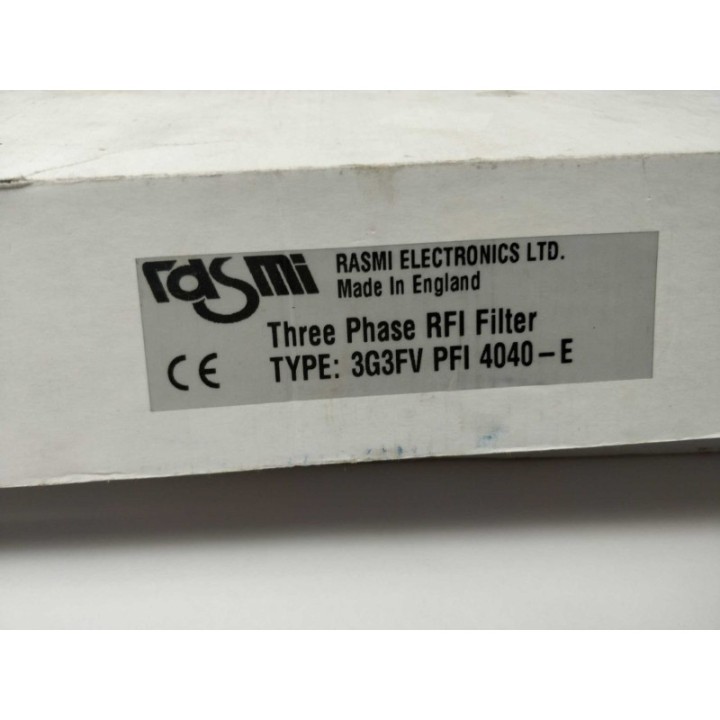 rasmi
RASMI ELECTRONICS LTD.
Made In England
Three Phase RFI Filter
CE TYPE: 3G3FV PFI 4040-E